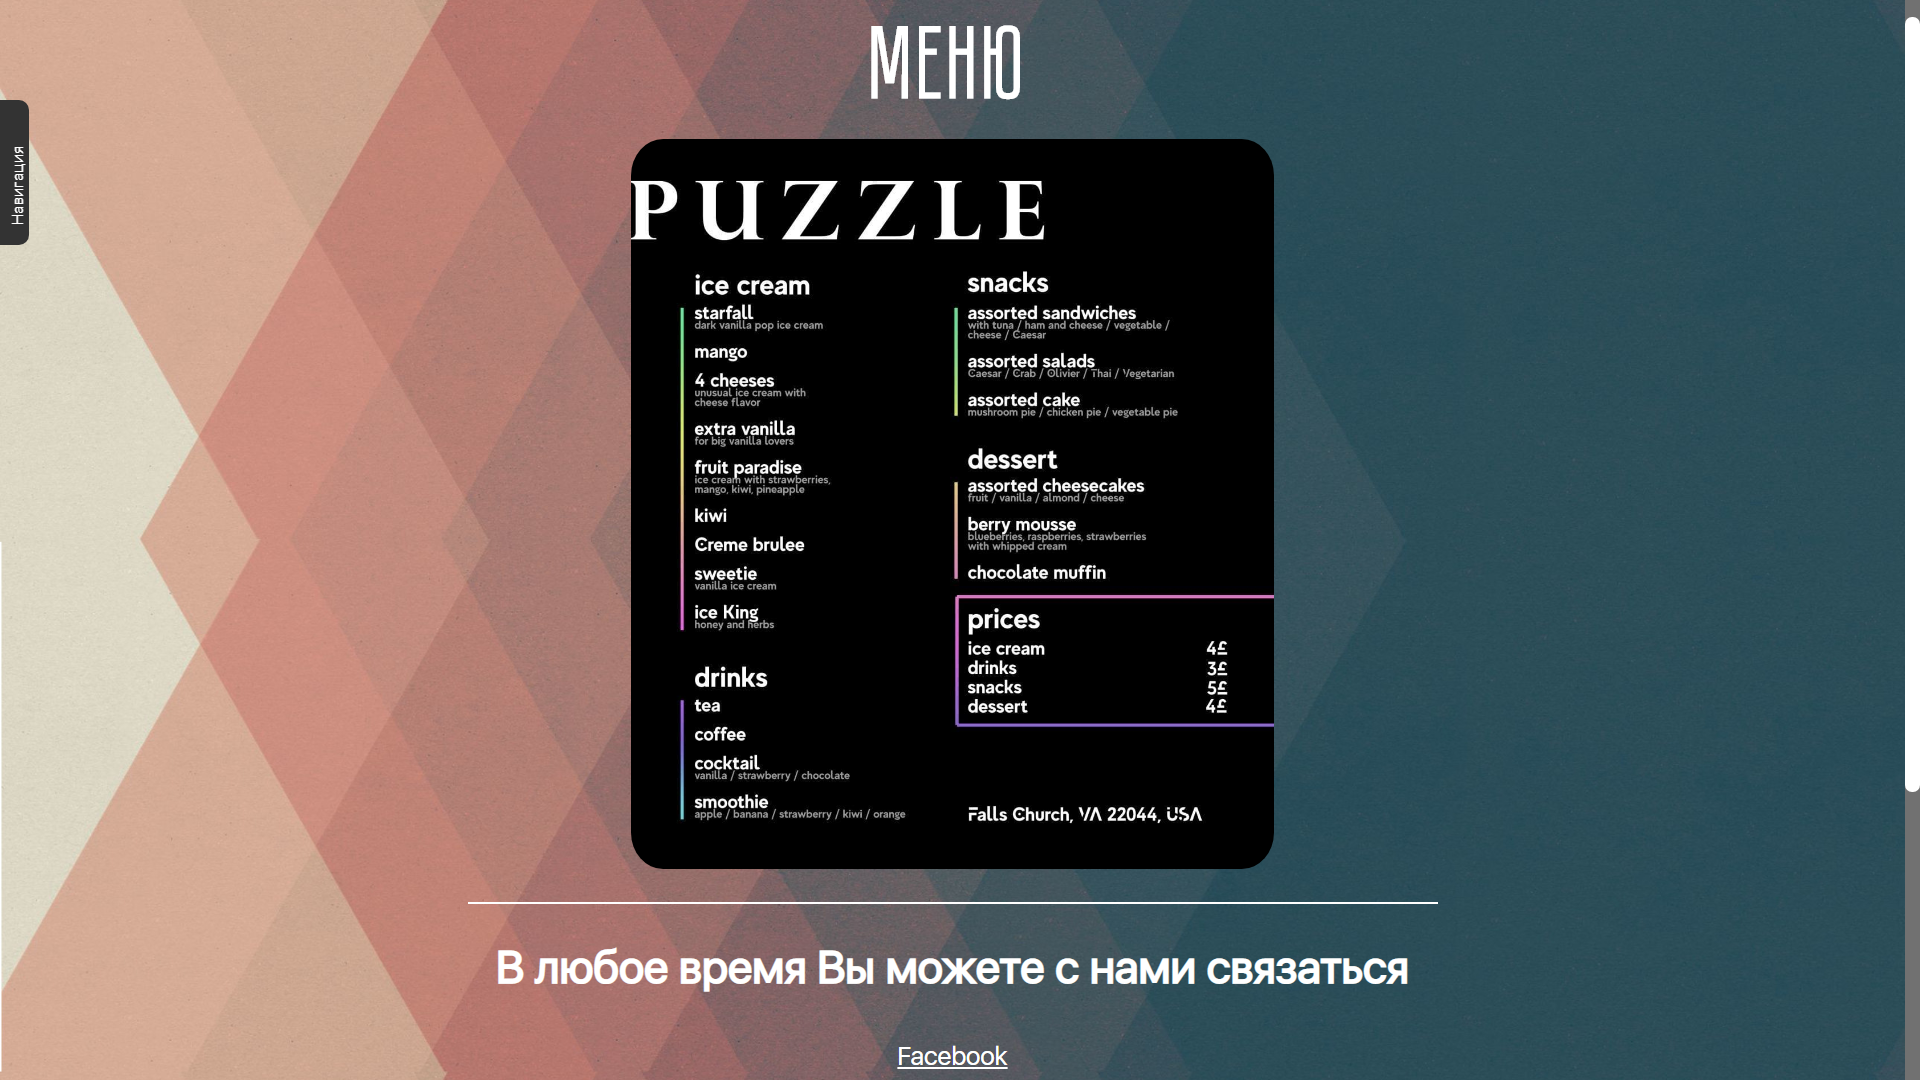 МЕНЮ
Навигация
PUZZLE
ice cream
starfall
dark vanilla pop ice cream
mango
4 cheeses
unusual ice cream with
cheese flavor
extra vanilla
for big vanilla lovers
fruit paradise
ice cream with strawberries,
mango, kiwi, pineapple
kiwi
Creme brulee
sweetie
vanilla ice cream
ice King
honey and herbs
drinks
tea
coffee
cocktail
vanilla / strawberry / chocolate
smoothie
apple / banana / strawberry / kiwi / orange
snacks
assorted sandwiches
with tuna / ham and cheese / vegetable /
cheese / Caesar
assorted salads
Caesar / Crab / Olivier / Thai / Vegetarian
assorted cake
mushroom pie / chicken pie / vegetable pie
dessert
assorted cheesecakes
fruit / vanilla / almond / cheese
berry mousse
blueberries, raspberries, strawberries
with whipped cream
chocolate muffin
prices
ice cream 4£
drinks 3£
snacks 5£
dessert 4£
Falls Church, VA 22044, USA
В любое время Вы можете с нами связаться
Facebook